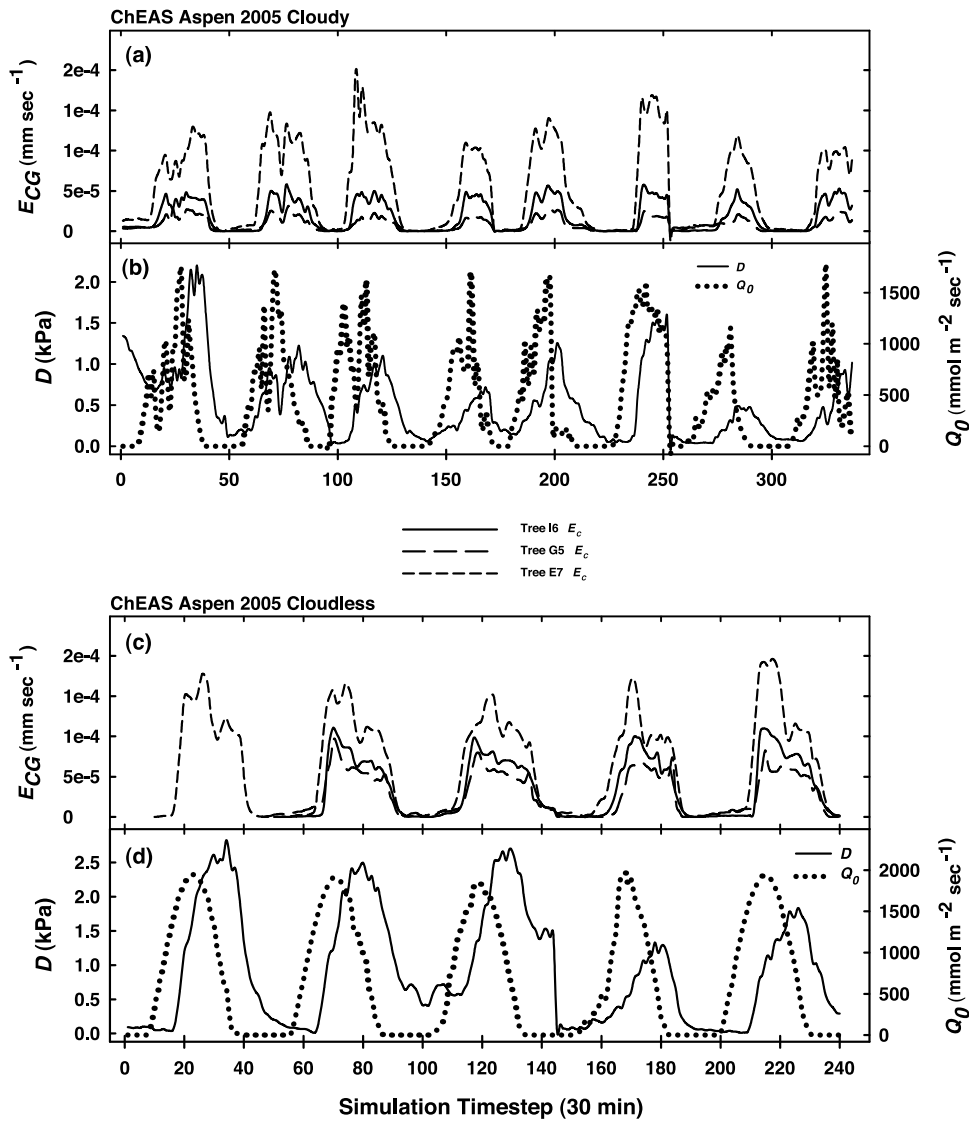 ChEAS Aspen 2005 Cloudy
(a)
E_CG (mm sec⁻¹)
2e-4
1e-4
1e-4
5e-5
0
(b)
D
Q₀
D (kPa)
2.0
1.5
1.0
0.5
0.0
Q₀ (mmol m⁻² sec⁻¹)
1500
1000
500
0
0 50 100 150 200 250 300
Tree I6 E_c
Tree G5 E_c
Tree E7 E_c
ChEAS Aspen 2005 Cloudless
(c)
E_CG (mm sec⁻¹)
2e-4
1e-4
1e-4
5e-5
0
(d)
D
Q₀
D (kPa)
2.5
2.0
1.5
1.0
0.5
0.0
Q₀ (mmol m⁻² sec⁻¹)
2000
1500
1000
500
0
0 20 40 60 80 100 120 140 160 180 200 220 240
Simulation Timestep (30 min)